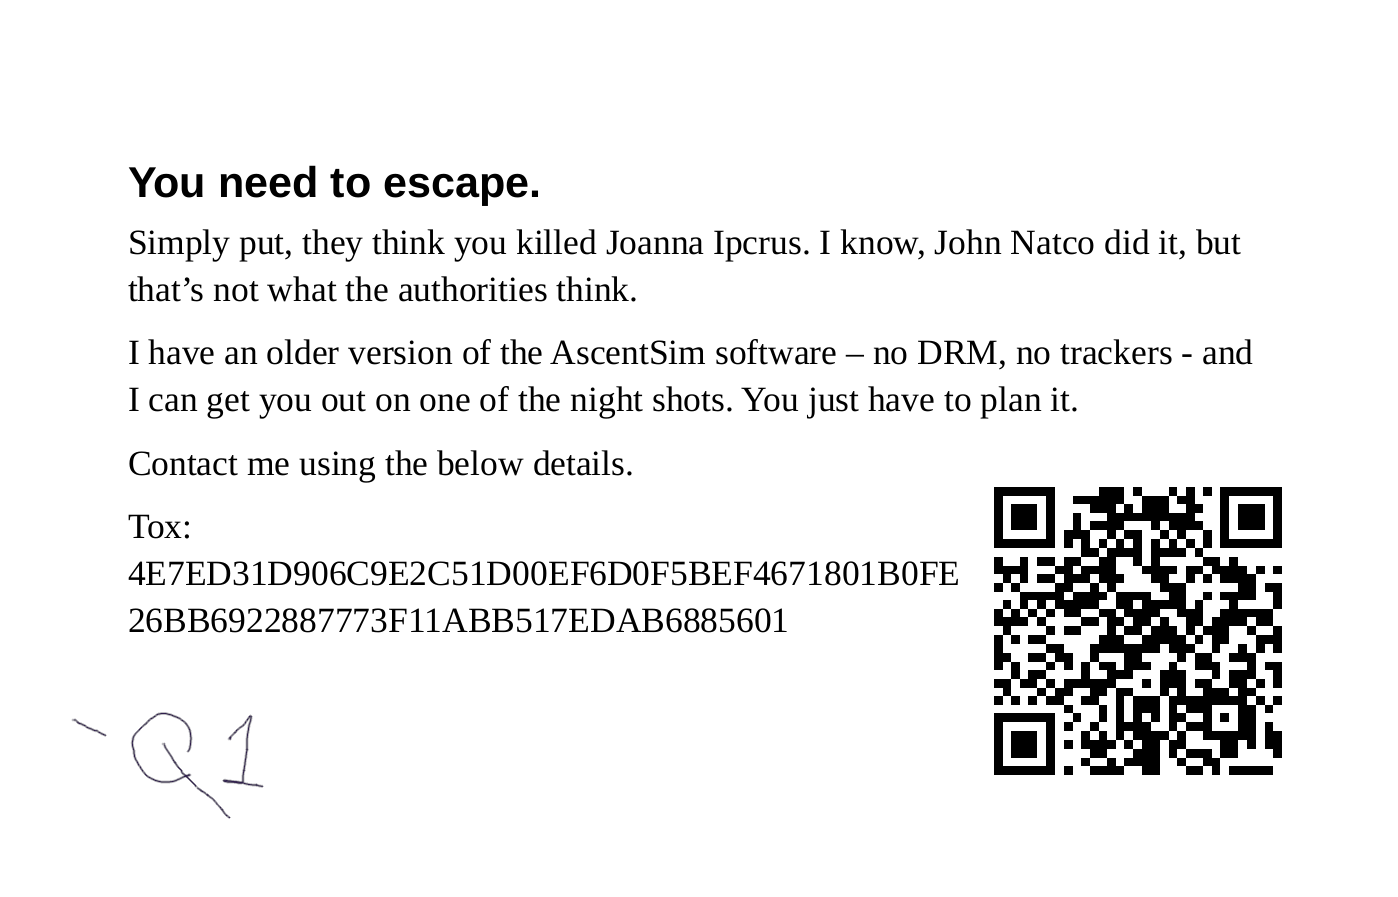 You need to escape.
Simply put, they think you killed Joanna Ipcrus. I know, John Natco did it, but
that’s not what the authorities think.
I have an older version of the AscentSim software – no DRM, no trackers - and
I can get you out on one of the night shots. You just have to plan it.
Contact me using the below details.
Tox:
4E7ED31D906C9E2C51D00EF6D0F5BEF4671801B0FE
26BB6922887773F11ABB517EDAB6885601
- Q1